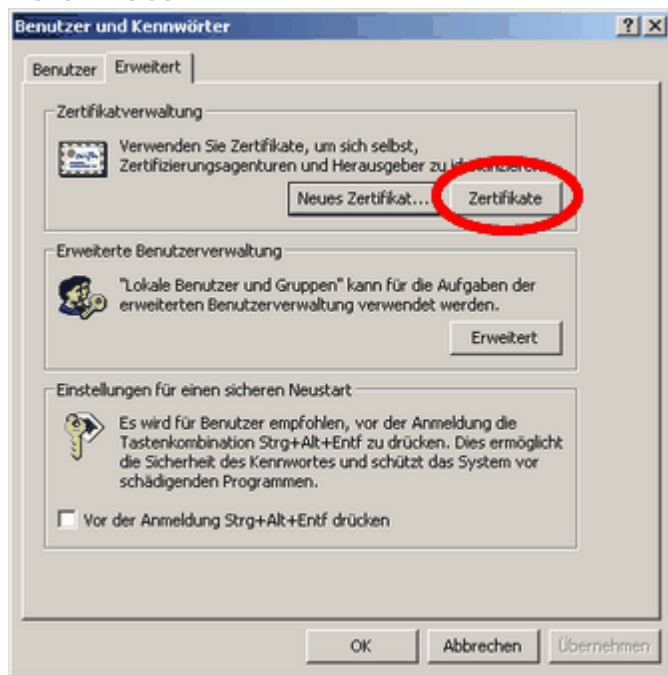 Benutzer und Kennwörter
Benutzer Erweitert
Zertifikatverwaltung
Verwenden Sie Zertifikate, um sich selbst,
Zertifizierungsagenturen und Herausgeber zu
Neues Zertifikat... Zertifikate
Erweiterte Benutzerverwaltung
"Lokale Benutzer und Gruppen" kann für die Aufgaben der
erweiterten Benutzerverwaltung verwendet werden.
Erweitert
Einstellungen für einen sicheren Neustart
Es wird für Benutzer empfohlen, vor der Anmeldung die
Tastenkombination Strg+Alt+Entf zu drücken. Dies ermöglicht
die Sicherheit des Kennwortes und schützt das System vor
schädigenden Programmen.
Vor der Anmeldung Strg+Alt+Entf drücken
OK Abbrechen Übernehmen